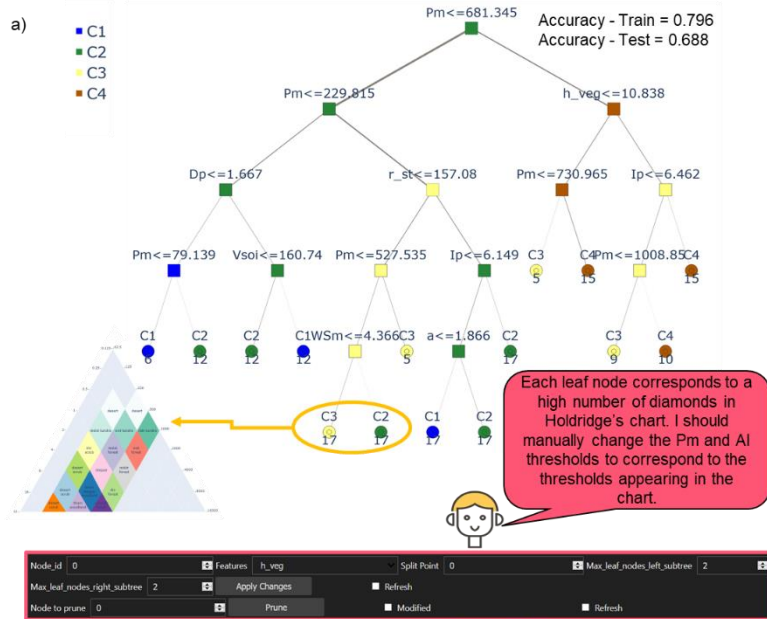 a)
C1
C2
C3
C4
Accuracy - Train = 0.796
Accuracy - Test = 0.688
Pm<=681.345
Pm<=229.815
h_veg<=10.838
Dp<=1.667
r_st<=157.08
Pm<=730.965
Ip<=6.462
Pm<=79.139
Vsoi<=160.74
Pm<=527.535
Ip<=6.149
C3
5
C4
15
Pm<=1008.85
C4
15
C1
6
C2
12
C2
12
C1
12
WSm<=4.366
C3
5
a<=1.866
C2
17
C3
9
C4
10
C3
17
C2
17
C1
17
C2
17
Each leaf node corresponds to a
high number of diamonds in
Holdridge's chart. I should
manually change the Pm and AI
thresholds to correspond to the
thresholds appearing in the
chart.
Node_id 0 Features h_veg Split Point 0 Max_leaf_nodes_left_subtree 2
Max_leaf_nodes_right_subtree 2 Apply Changes Refresh
Node to prune 0 Prune Modified Refresh